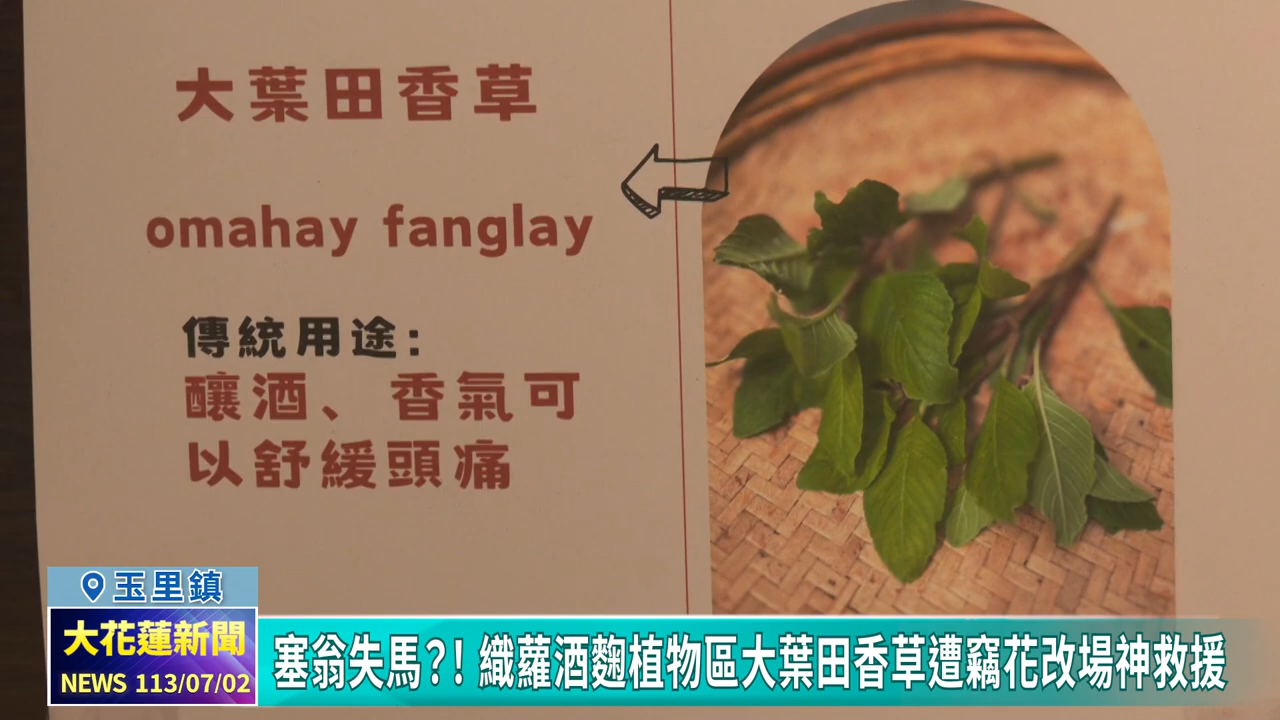 大葉田香草
omahay fanglay
傳統用途:
釀酒、香氣可
以舒緩頭痛
玉里鎮
大花蓮新聞
NEWS 113/07/02
塞翁失馬?! 織蘿酒麴植物區大葉田香草遭竊花改場神救援